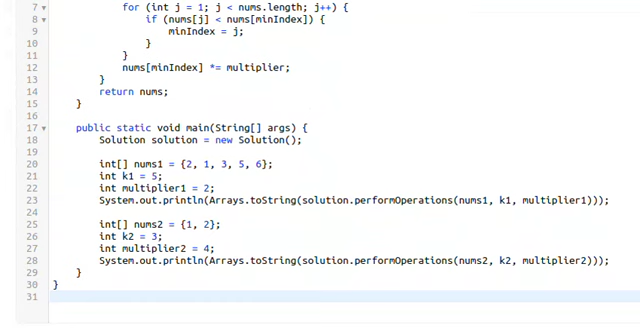 7 for (int j = 1; j < nums.length; j++) {
8 if (nums[j] < nums[minIndex]) {
9 minIndex = j;
10 }
11 }
12 nums[minIndex] *= multiplier;
13 }
14 return nums;
15 }
16
17 public static void main(String[] args) {
18 Solution solution = new Solution();
19
20 int[] nums1 = {2, 1, 3, 5, 6};
21 int k1 = 5;
22 int multiplier1 = 2;
23 System.out.println(Arrays.toString(solution.performOperations(nums1, k1, multiplier1)));
24
25 int[] nums2 = {1, 2};
26 int k2 = 3;
27 int multiplier2 = 4;
28 System.out.println(Arrays.toString(solution.performOperations(nums2, k2, multiplier2)));
29 }
30 }
31